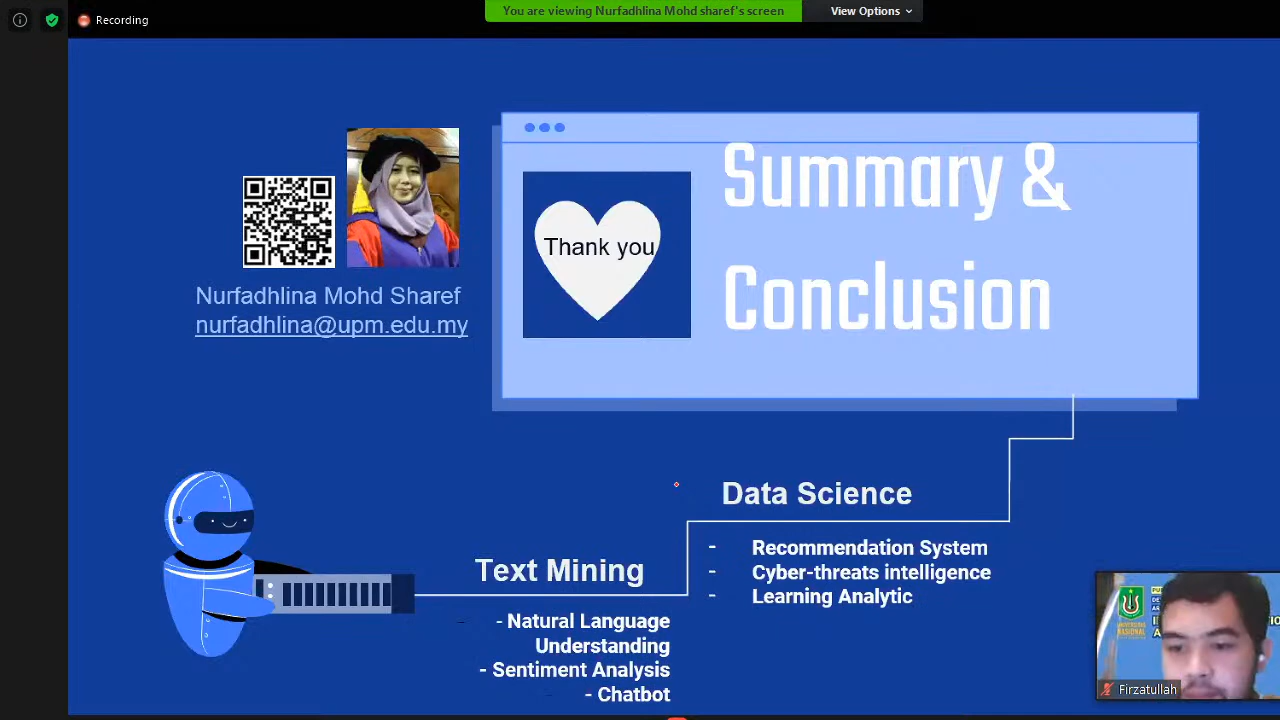 Recording
You are viewing Nurfadhlina Mohd sharef's screen
View Options
Summary &
Conclusion
Thank you
Nurfadhlina Mohd Sharef
nurfadhlina@upm.edu.my
Data Science
- Recommendation System
- Cyber-threats intelligence
- Learning Analytic
Text Mining
- Natural Language
Understanding
- Sentiment Analysis
- Chatbot
UNIVERSITAS
NASIONAL
Firzatullah